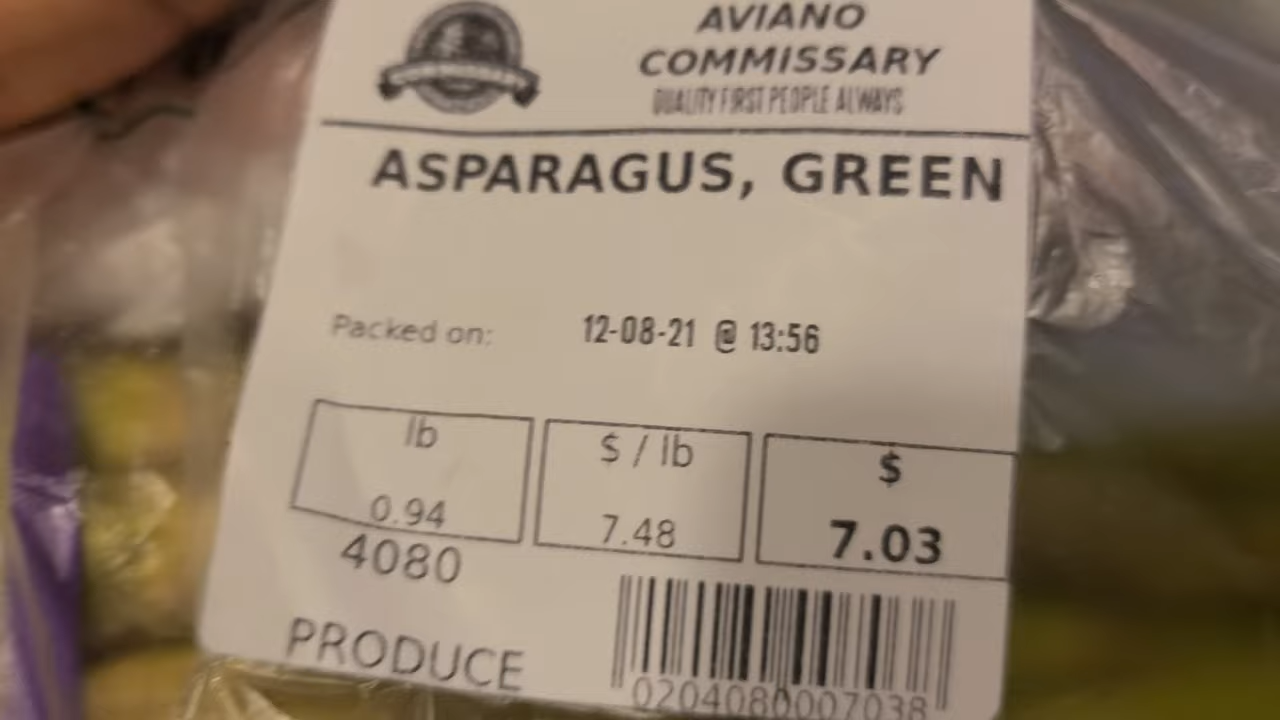 AVIANO
COMMISSARY
QUALITY FIRST PEOPLE ALWAYS
ASPARAGUS, GREEN
Packed on: 12-08-21 @ 13:56
lb $ / lb $
0.94 7.48 7.03
4080
PRODUCE
0204080007038